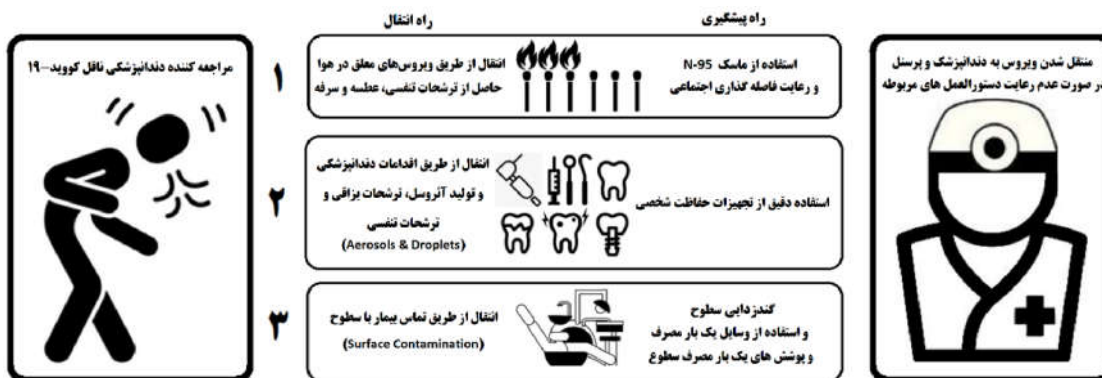 راه پیشگیری
راه انتقال
منتقل شدن ویروس به دندانپزشک و پرسنل
در صورت عدم رعایت دستورالعمل های مربوطه
استفاده از ماسک N-95
و رعایت فاصله گذاری اجتماعی
انتقال از طریق ویروس‌های معلق در هوا
حاصل از ترشحات تنفسی، عطسه و سرفه
۱
مراجعه کننده دندانپزشکی ناقل کووید-۱۹
استفاده دقیق از تجهیزات حفاظت شخصی
انتقال از طریق اقدامات دندانپزشکی
و تولید آئروسل، ترشحات بزاقی و
ترشحات تنفسی
(Aerosols & Droplets)
۲
گندزدایی سطوح
و استفاده از وسایل یک بار مصرف
و پوشش های یک بار مصرف سطوع
انتقال از طریق تماس بیمار با سطوح
(Surface Contamination)
۳